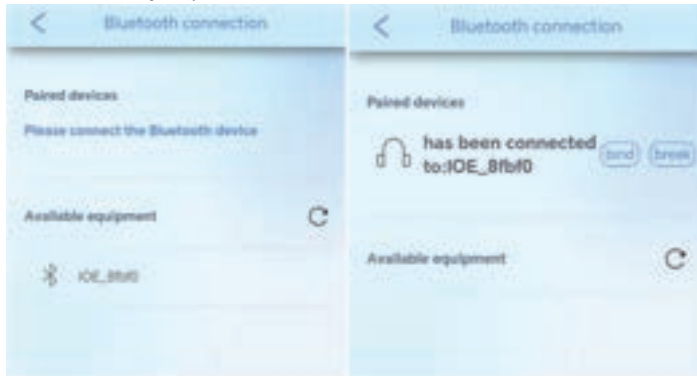 Bluetooth connection
Paired devices
Please connect the Bluetooth device
Available equipment
IOE_8fbf0
Bluetooth connection
Paired devices
has been connected
to:IOE_8fbf0
bind break
Available equipment